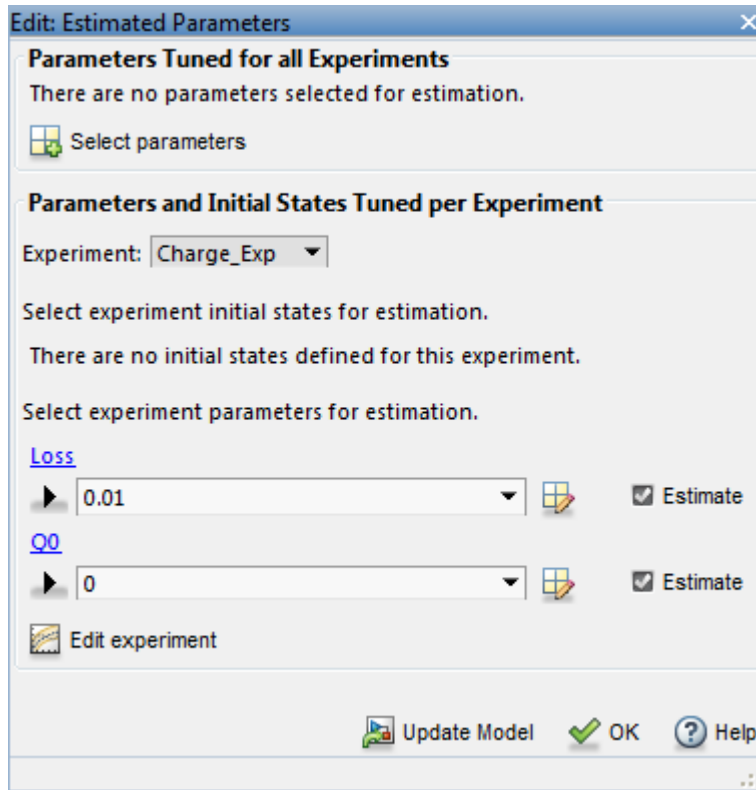 Edit: Estimated Parameters
Parameters Tuned for all Experiments
There are no parameters selected for estimation.
Select parameters
Parameters and Initial States Tuned per Experiment
Experiment: Charge_Exp
Select experiment initial states for estimation.
There are no initial states defined for this experiment.
Select experiment parameters for estimation.
Loss
0.01 Estimate
Q0
0 Estimate
Edit experiment
Update Model OK Help